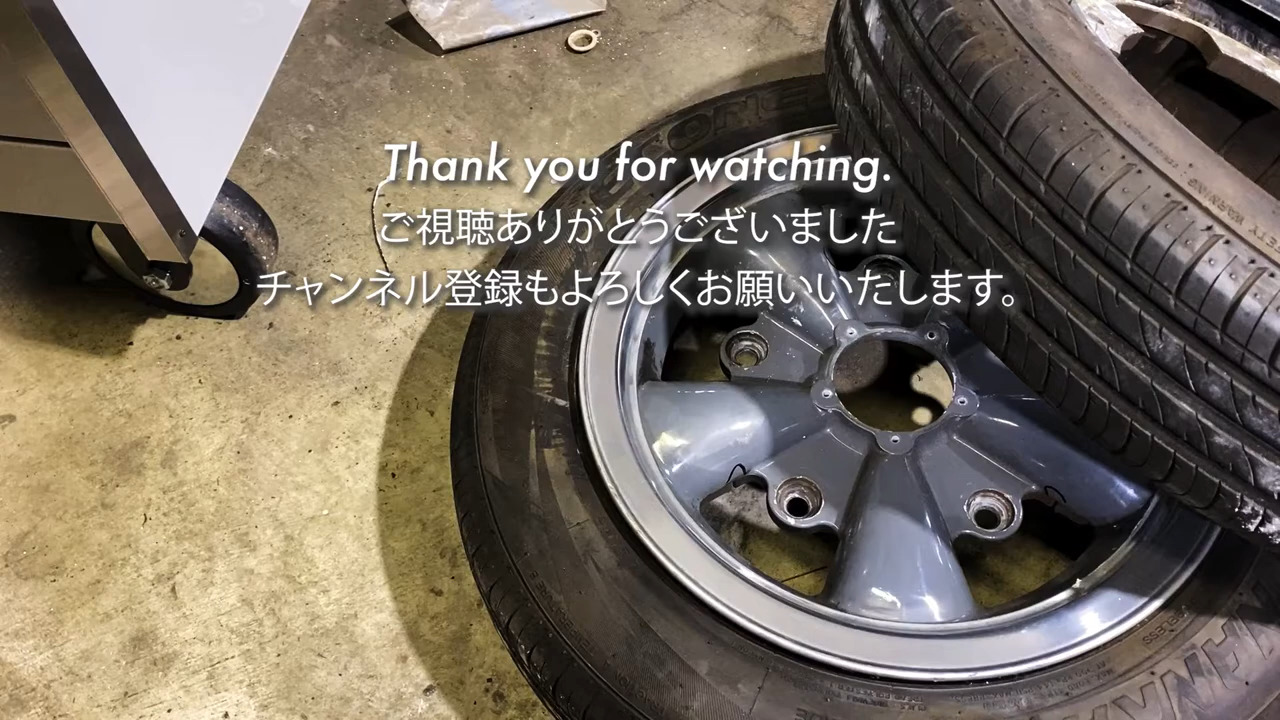 Thank you for watching.
ご視聴ありがとうございました
チャンネル登録もよろしくお願いいたします。